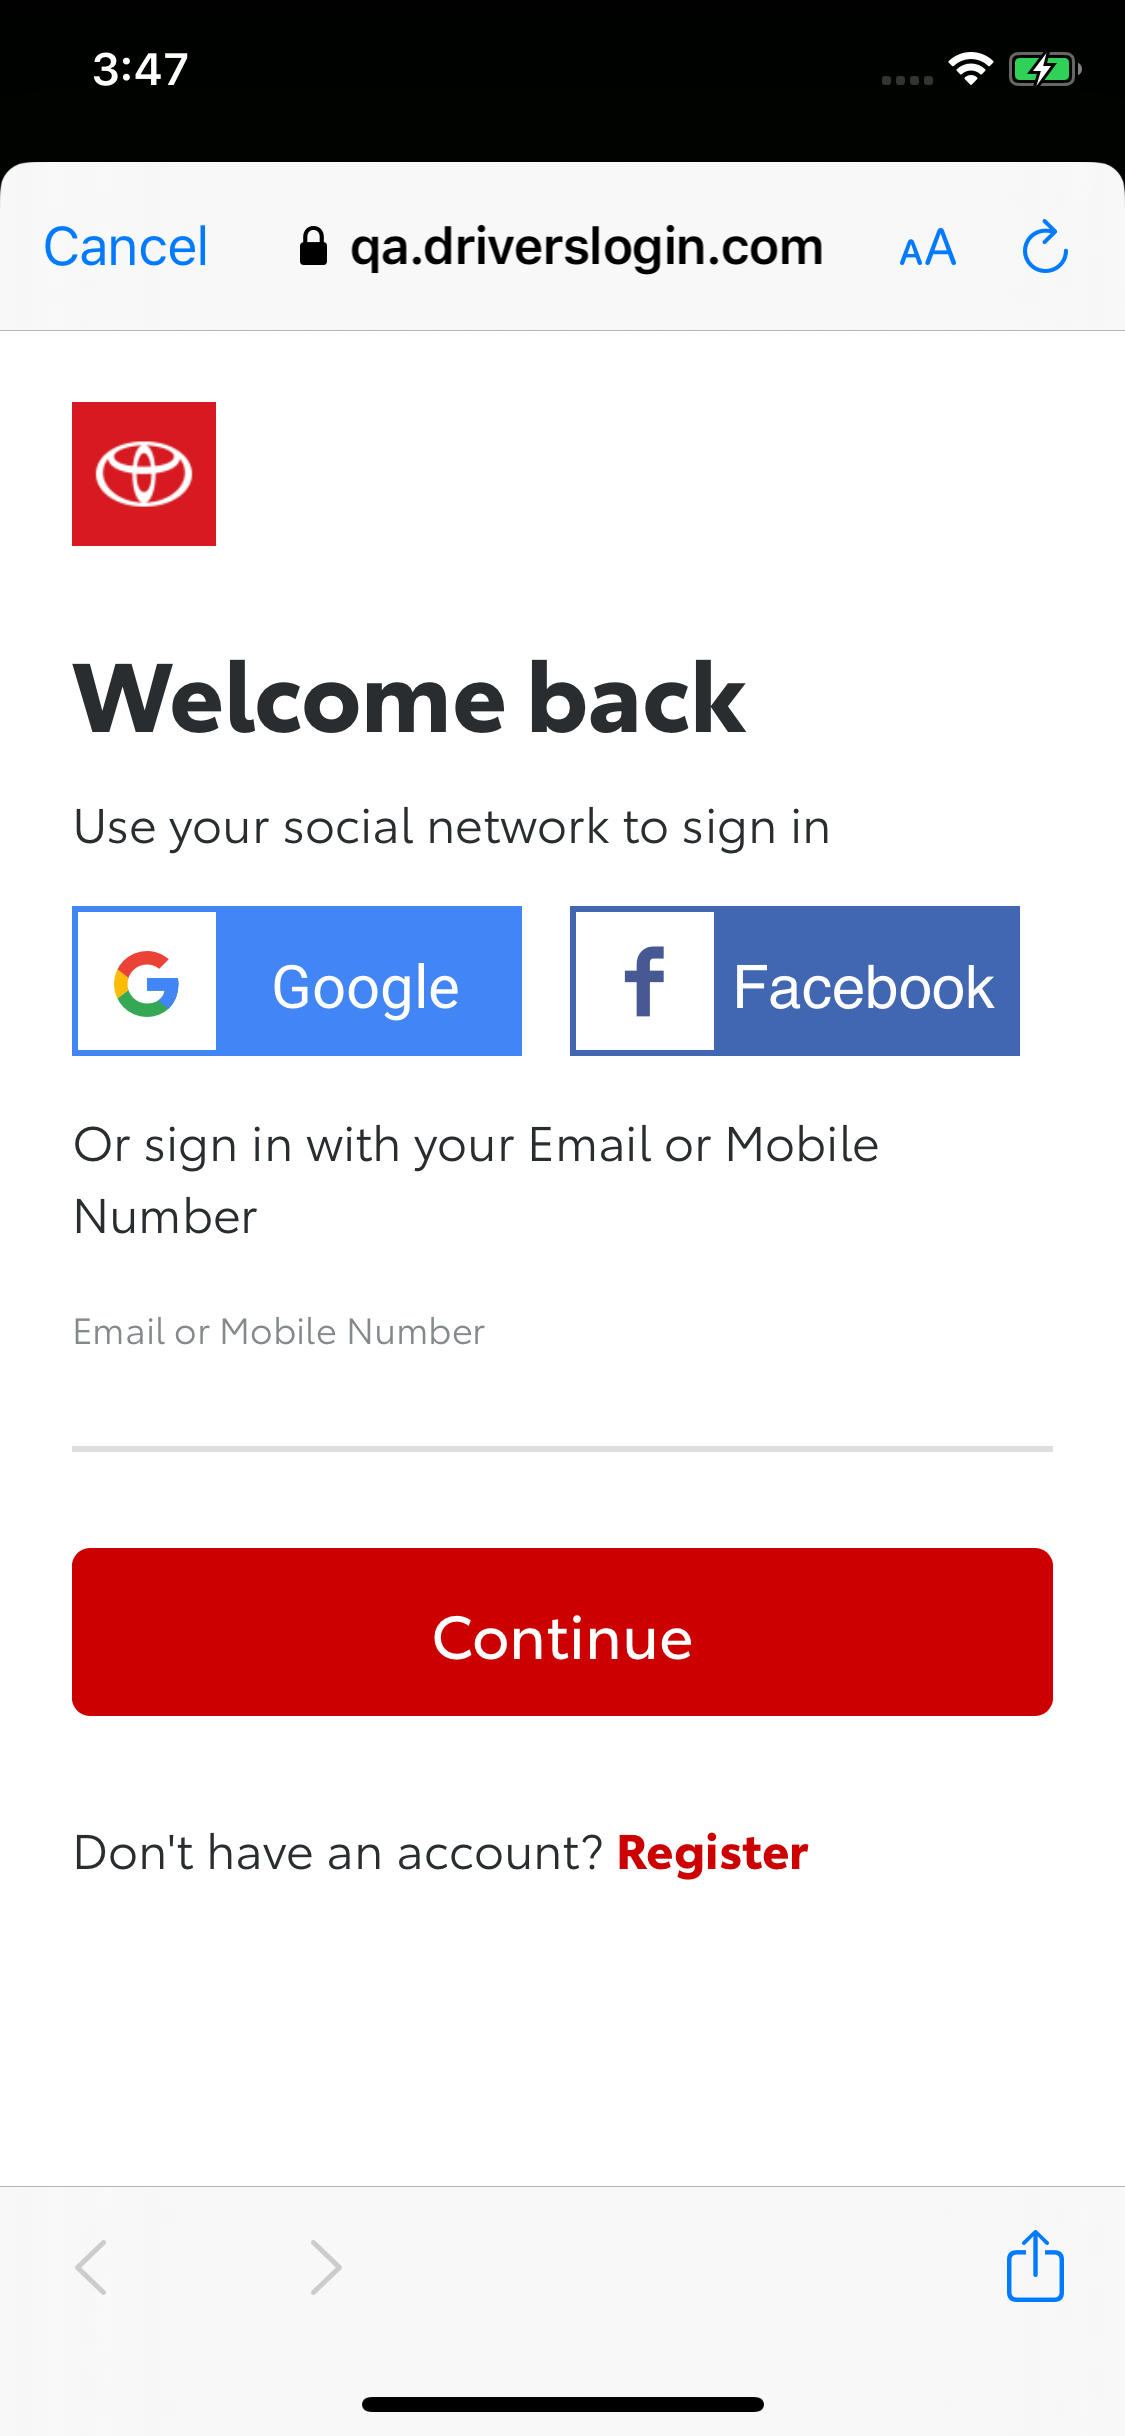 3:47
Cancel qa.driverslogin.com AA
Welcome back
Use your social network to sign in
Google Facebook
Or sign in with your Email or Mobile
Number
Email or Mobile Number
Continue
Don't have an account? Register